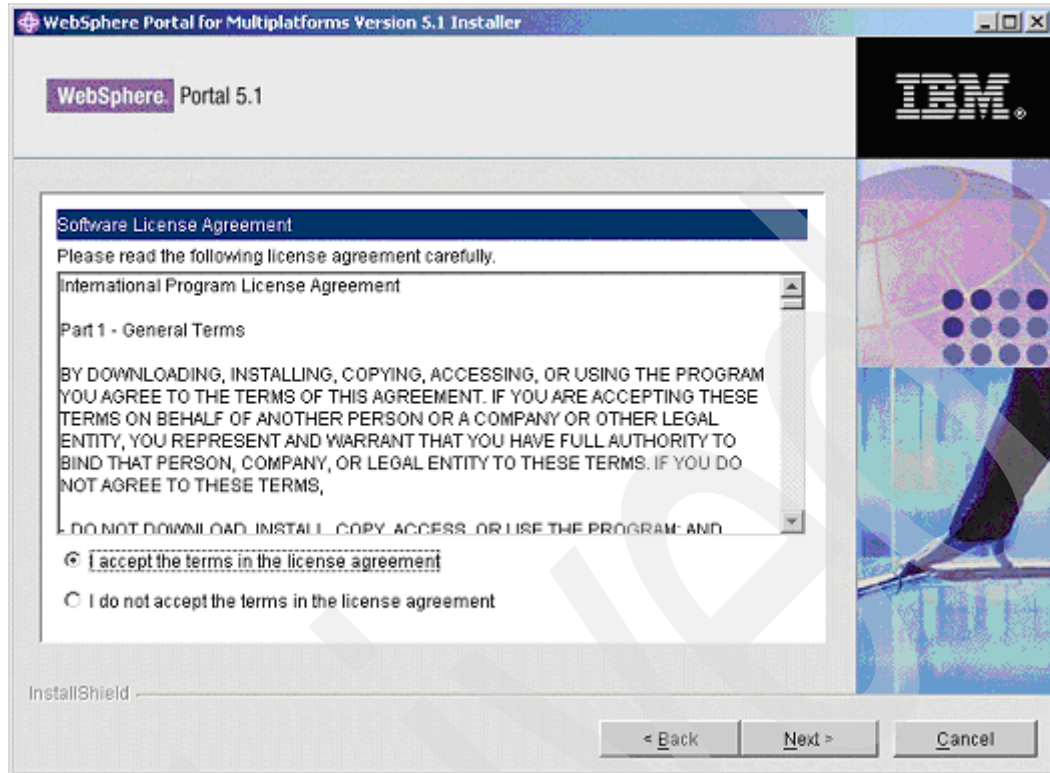 WebSphere Portal for Multiplatforms Version 5.1 Installer
WebSphere. Portal 5.1
IBM.
Software License Agreement
Please read the following license agreement carefully.
International Program License Agreement
Part 1 - General Terms
BY DOWNLOADING, INSTALLING, COPYING, ACCESSING, OR USING THE PROGRAM
YOU AGREE TO THE TERMS OF THIS AGREEMENT. IF YOU ARE ACCEPTING THESE
TERMS ON BEHALF OF ANOTHER PERSON OR A COMPANY OR OTHER LEGAL
ENTITY, YOU REPRESENT AND WARRANT THAT YOU HAVE FULL AUTHORITY TO
BIND THAT PERSON, COMPANY, OR LEGAL ENTITY TO THESE TERMS. IF YOU DO
NOT AGREE TO THESE TERMS,
- DO NOT DOWNLOAD, INSTALL, COPY, ACCESS, OR USE THE PROGRAM; AND
I accept the terms in the license agreement
I do not accept the terms in the license agreement
InstallShield
< Back
Next >
Cancel